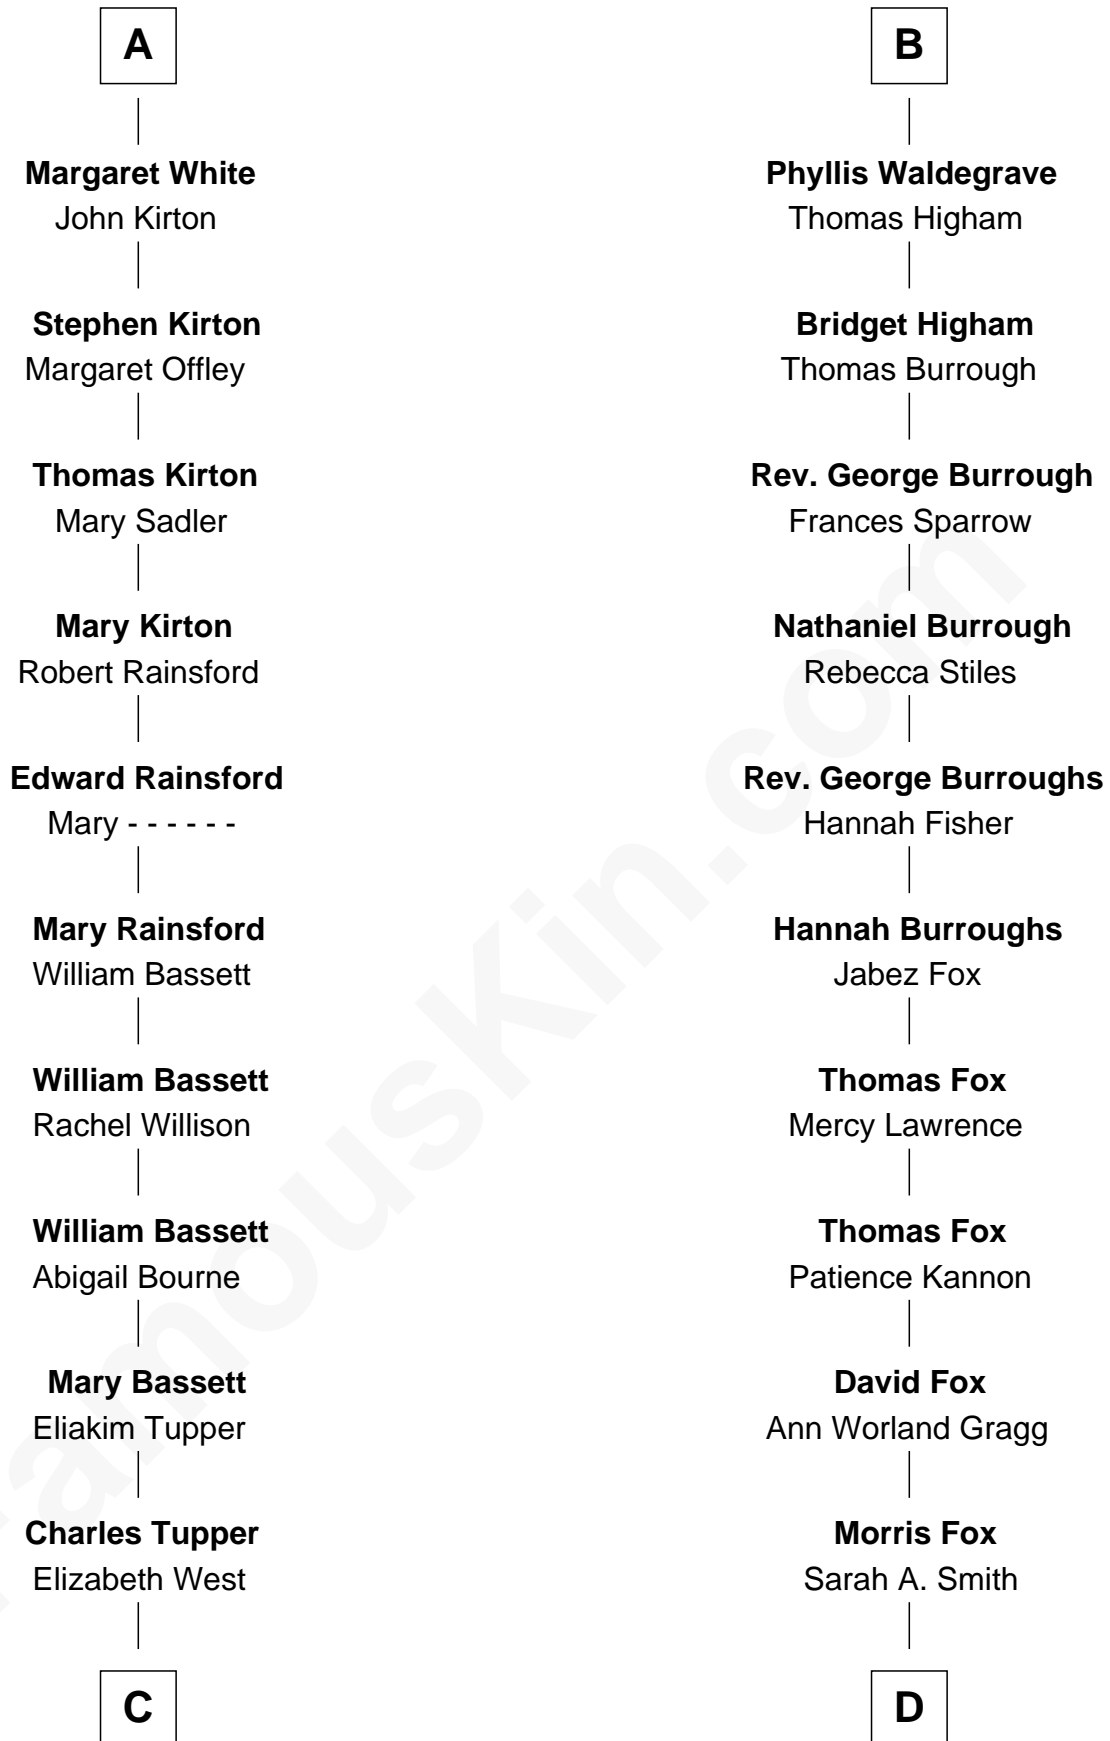 A
Margaret White
John Kirton
Stephen Kirton
Margaret Offley
Thomas Kirton
Mary Sadler
Mary Kirton
Robert Rainsford
Edward Rainsford
Mary - - - - - -
Mary Rainsford
William Bassett
William Bassett
Rachel Willison
William Bassett
Abigail Bourne
Mary Bassett
Eliakim Tupper
Charles Tupper
Elizabeth West
C
B
Phyllis Waldegrave
Thomas Higham
Bridget Higham
Thomas Burrough
Rev. George Burrough
Frances Sparrow
Nathaniel Burrough
Rebecca Stiles
Rev. George Burroughs
Hannah Fisher
Hannah Burroughs
Jabez Fox
Thomas Fox
Mercy Lawrence
Thomas Fox
Patience Kannon
David Fox
Ann Worland Gragg
Morris Fox
Sarah A. Smith
D
FamousKin.com